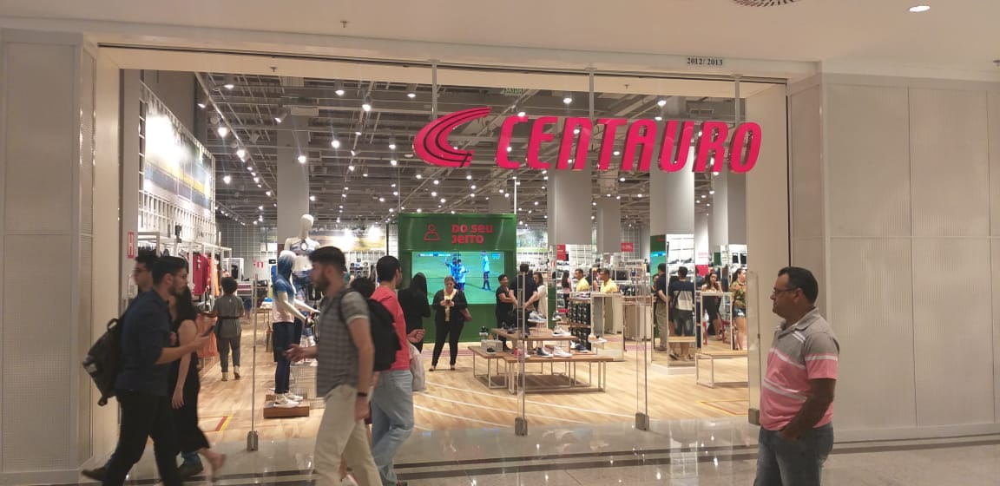 2012/ 2013
CENTAURO
DO SEU
JEITO